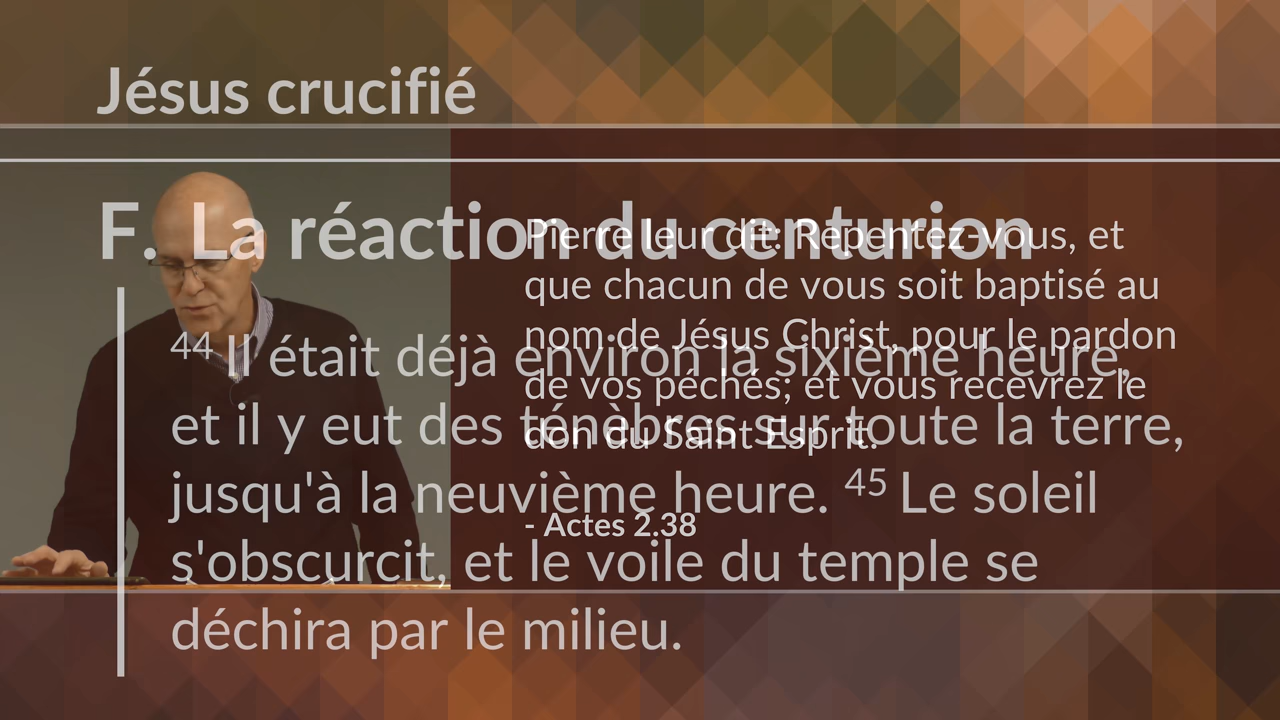 Jésus crucifié
F. La réaction du centurion
44 Il était déjà environ la sixième heure,
et il y eut des ténèbres sur toute la terre,
jusqu'à la neuvième heure. 45 Le soleil
s'obscurcit, et le voile du temple se
déchira par le milieu.
Pierre leur dit: Repentez-vous, et
que chacun de vous soit baptisé au
nom de Jésus Christ, pour le pardon
de vos péchés; et vous recevrez le
don du Saint Esprit.
- Actes 2.38